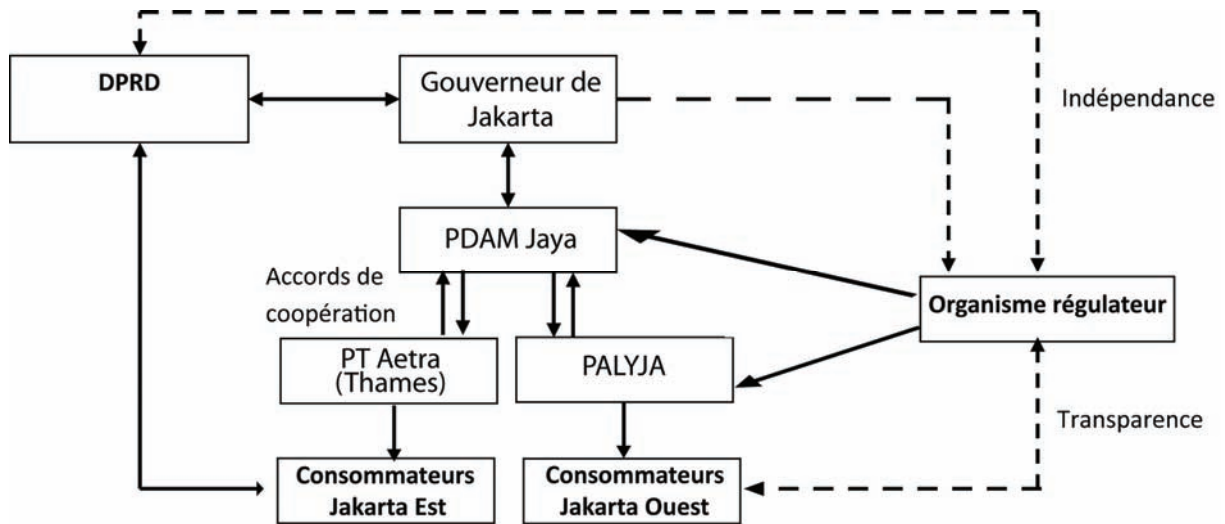 DPRD
Gouverneur de
Jakarta
Indépendance
PDAM Jaya
Accords de
coopération
Organisme régulateur
PT Aetra
(Thames)
PALYJA
Transparence
Consommateurs
Jakarta Est
Consommateurs
Jakarta Ouest